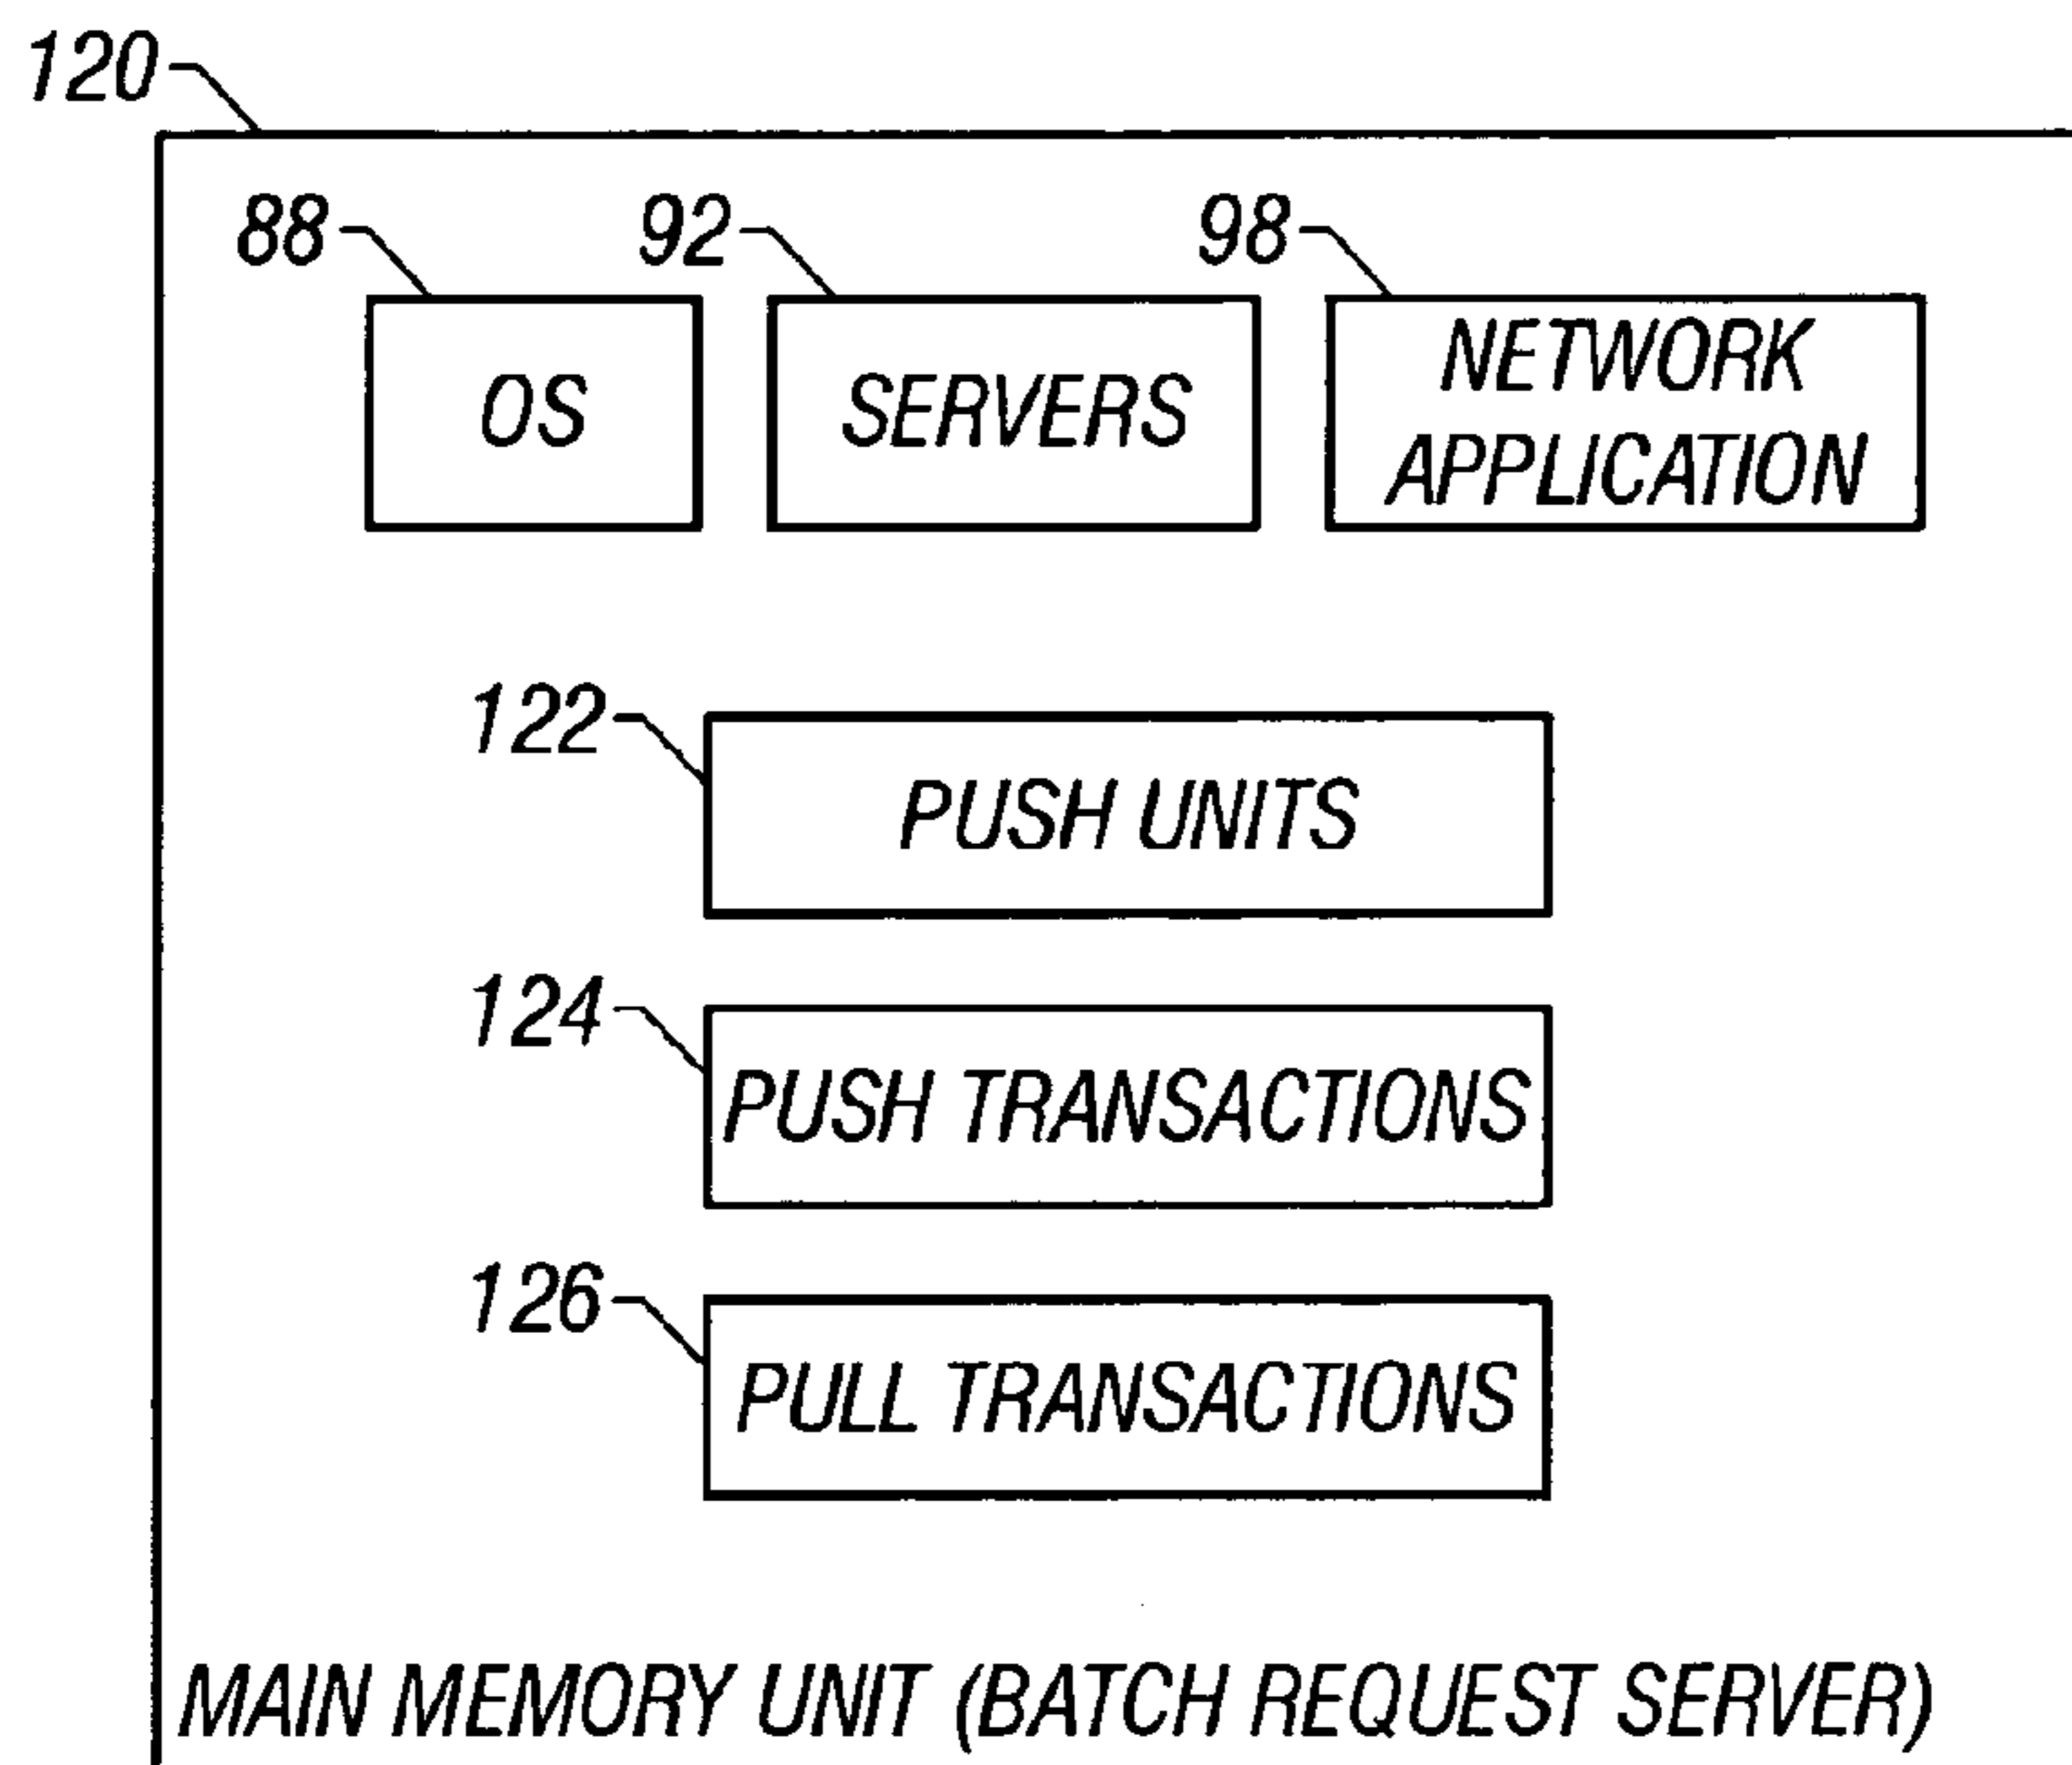 120
88
92
98
OS
SERVERS
NETWORK
APPLICATION
122
PUSH UNITS
124
PUSH TRANSACTIONS
126
PULL TRANSACTIONS
MAIN MEMORY UNIT (BATCH REQUEST SERVER)